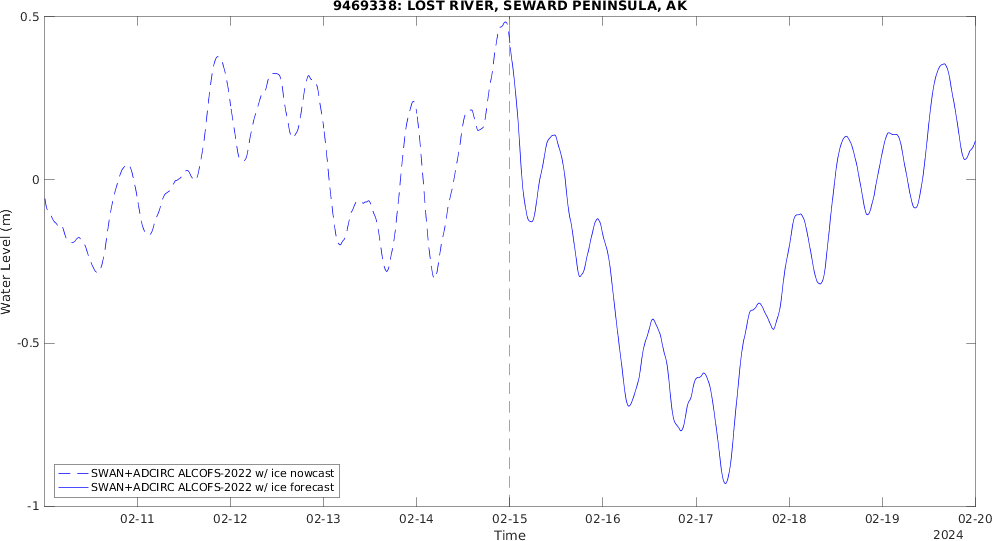 9469338: LOST RIVER, SEWARD PENINSULA, AK
0.5
0
-0.5
-1
Water Level (m)
SWAN+ADCIRC ALCOFS-2022 w/ ice nowcast
SWAN+ADCIRC ALCOFS-2022 w/ ice forecast
02-11 02-12 02-13 02-14 02-15 02-16 02-17 02-18 02-19 02-20
Time
2024